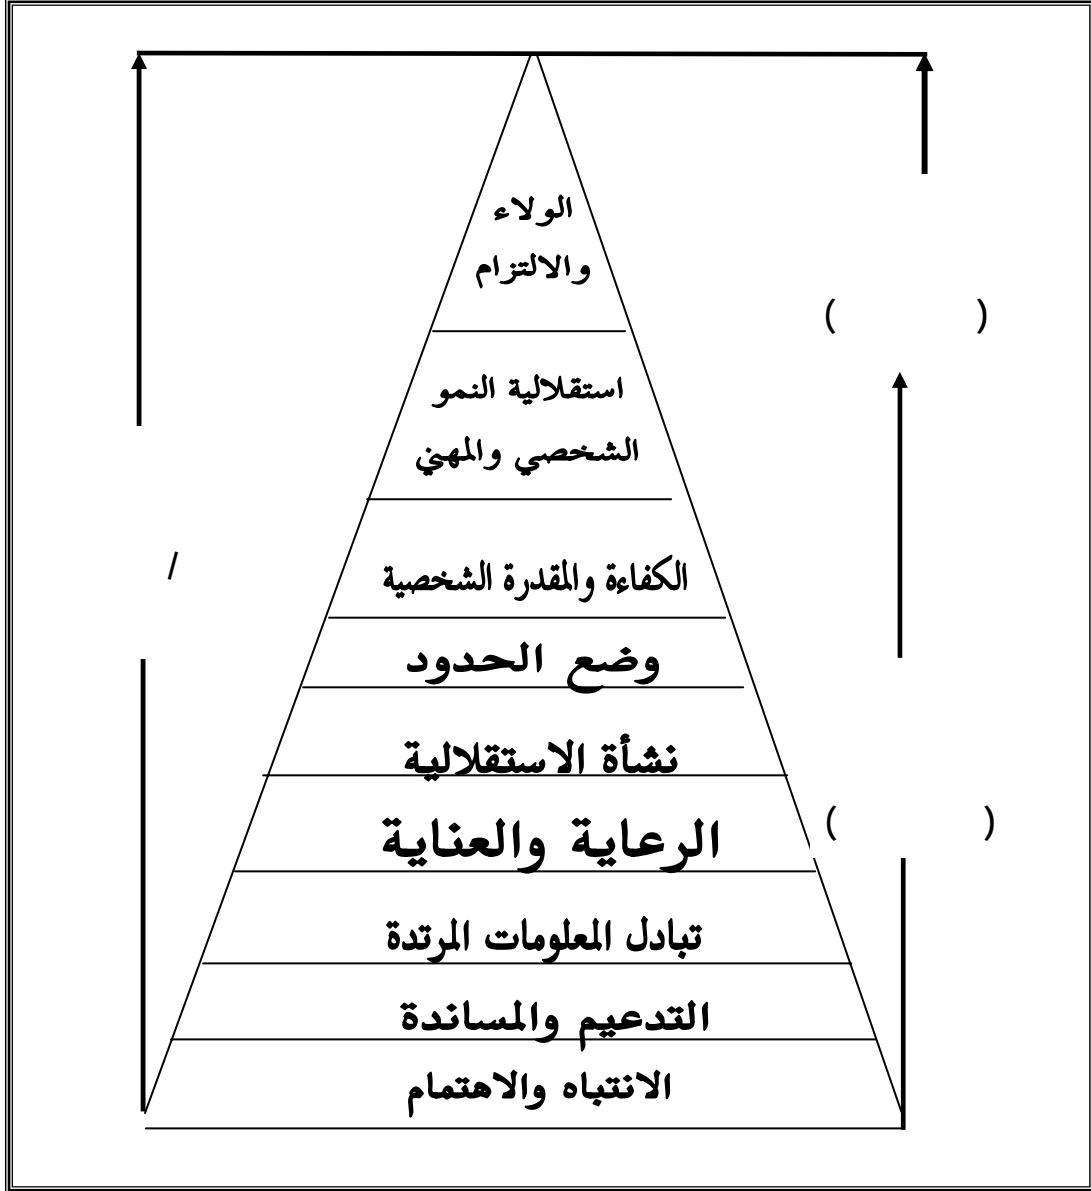 الولاء
والالتزام
( )
استقلالية النمو
الشخصي والمهني
/
الكفاءة والمقدرة الشخصية
وضع الحدود
نشأة الاستقلالية
الرعاية والعناية
( )
تبادل المعلومات المرتدة
التدعيم والمساندة
الانتباه والاهتمام